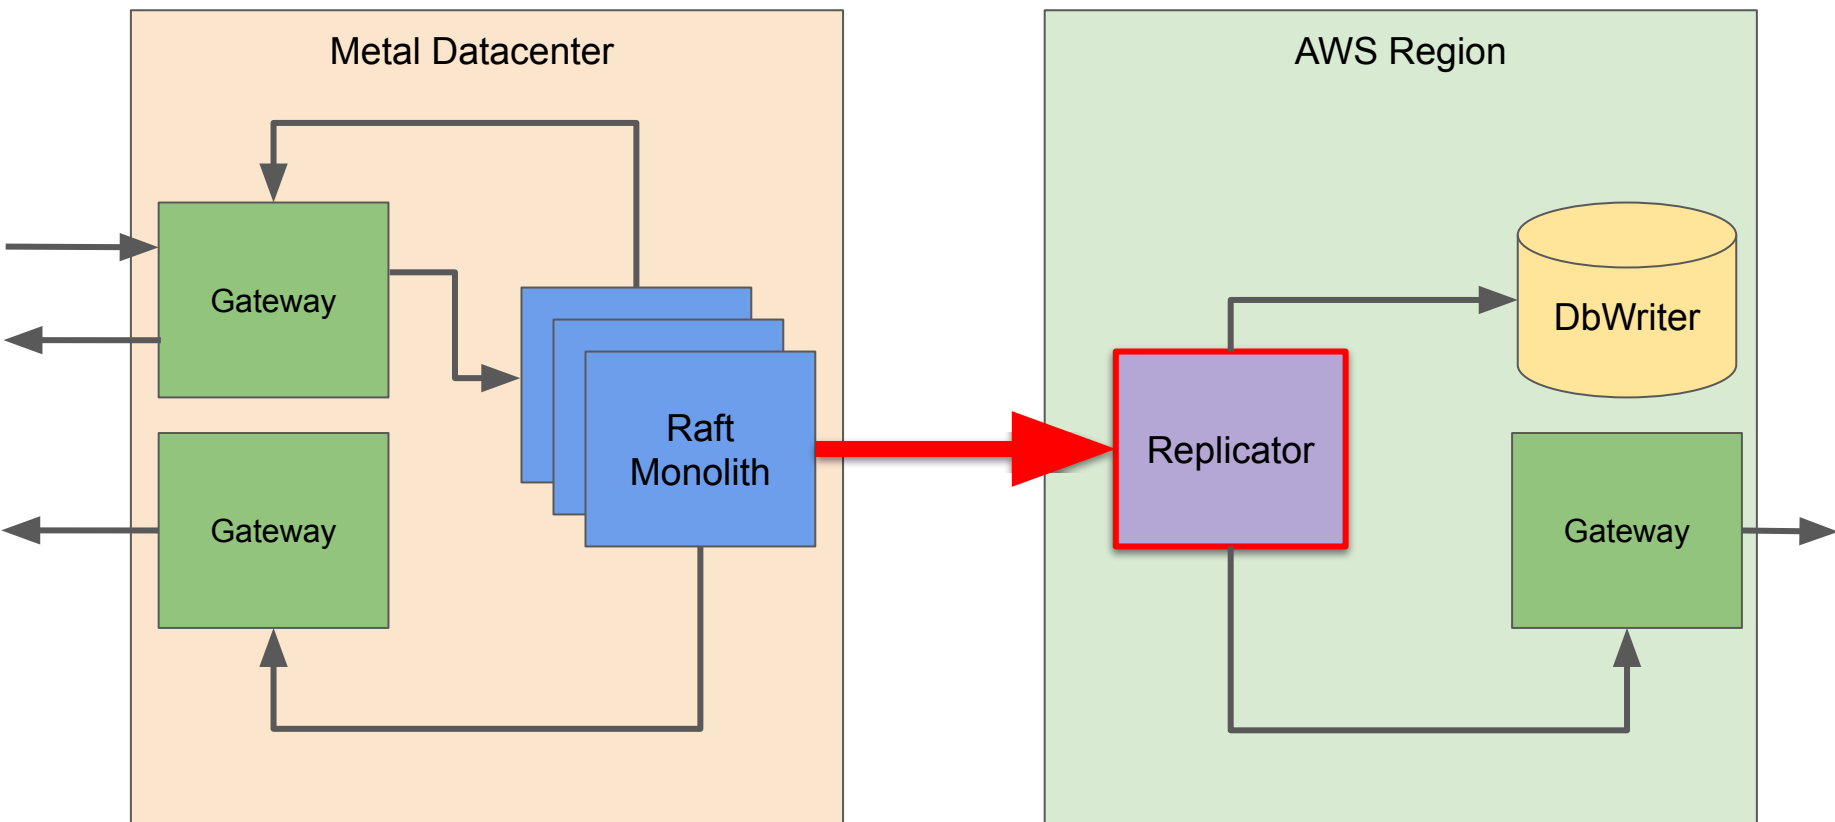 Metal Datacenter
Gateway
Raft
Monolith
Gateway
AWS Region
DbWriter
Replicator
Gateway